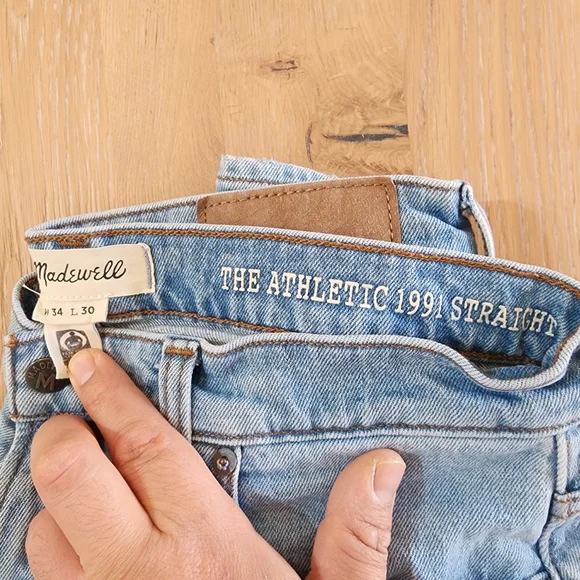 Madewell
W 34 L 30
THE ATHLETIC 1991 STRAIGHT
M